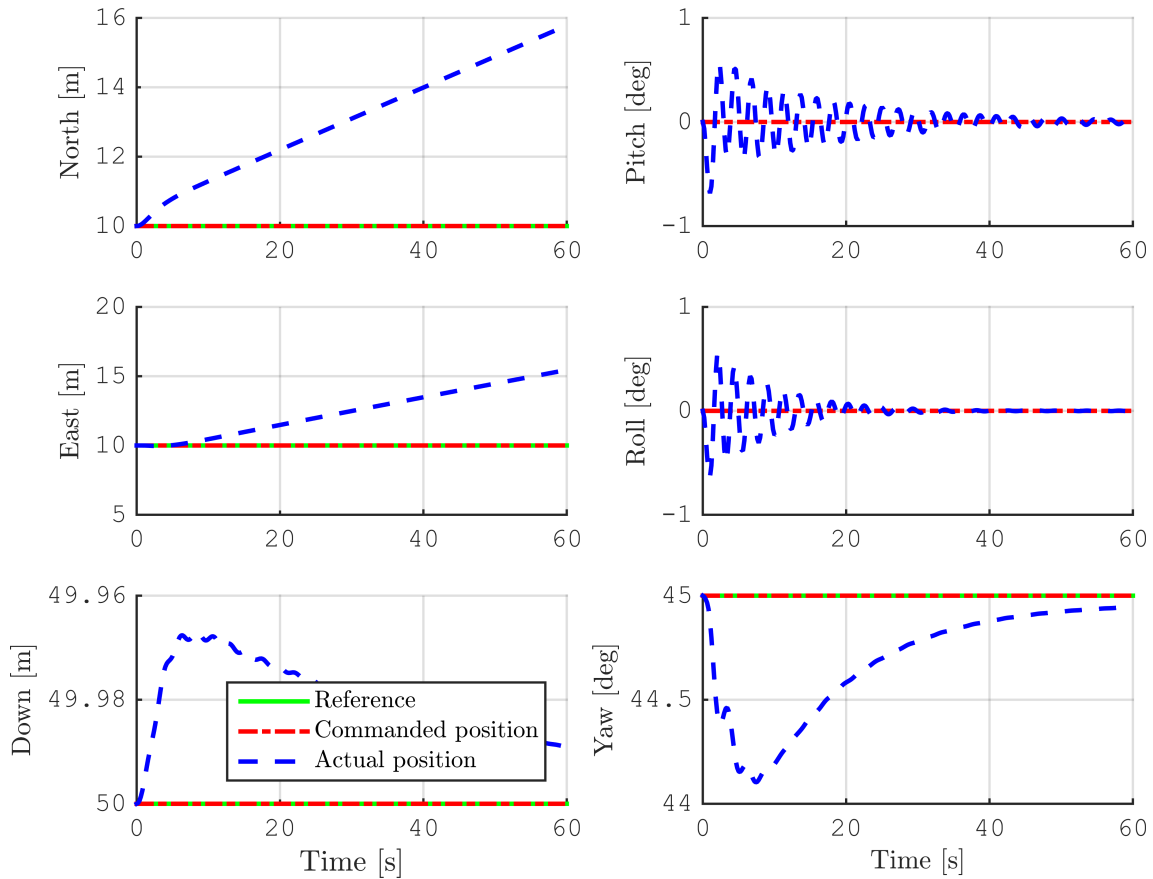 North [m]
16
14
12
10
0 20 40 60
Pitch [deg]
1
0
-1
0 20 40 60
East [m]
20
15
10
5
0 20 40 60
Roll [deg]
1
0
-1
0 20 40 60
Down [m]
49.96
49.98
50
Reference
Commanded position
Actual position
0 20 40 60
Time [s]
Yaw [deg]
45
44.5
44
0 20 40 60
Time [s]